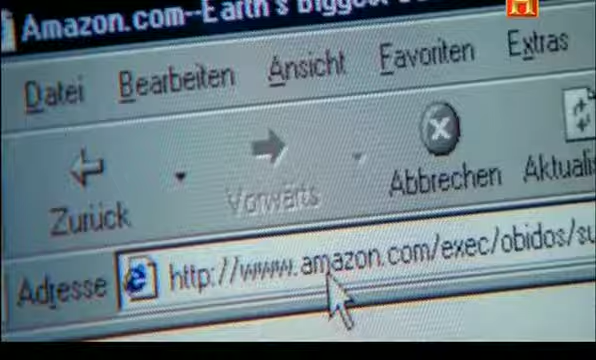 Amazon.com--Earth's Biggest
Datei Bearbeiten Ansicht Favoriten Extras
Zurück Vorwärts Abbrechen Aktualis
Adresse http://www.amazon.com/exec/obidos/su
H